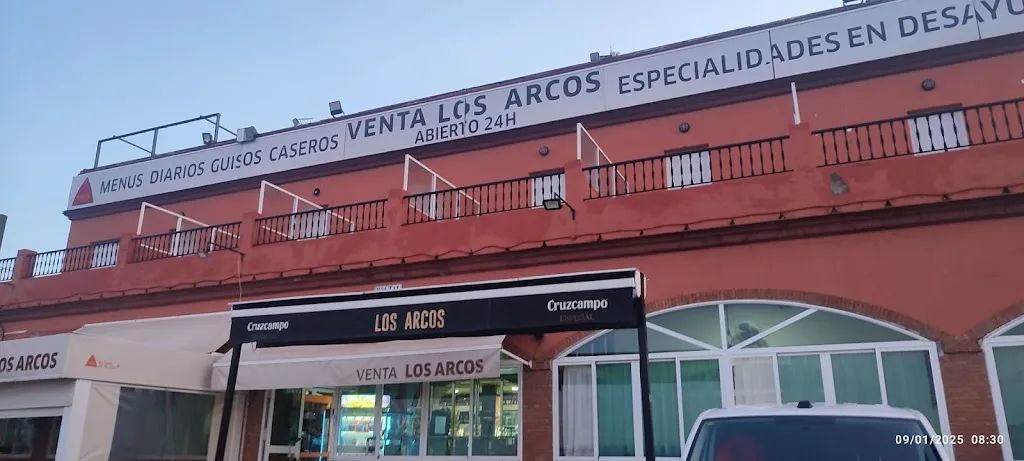 MENUS DIARIOS GUISOS CASEROS VENTA LOS ARCOS ESPECIALIDADES EN DESAYU
ABIERTO 24H
Cruzcampo LOS ARCOS Cruzcampo
ESPECIAL
OS ARCOS
VENTA LOS ARCOS
09/01/2025 08:30